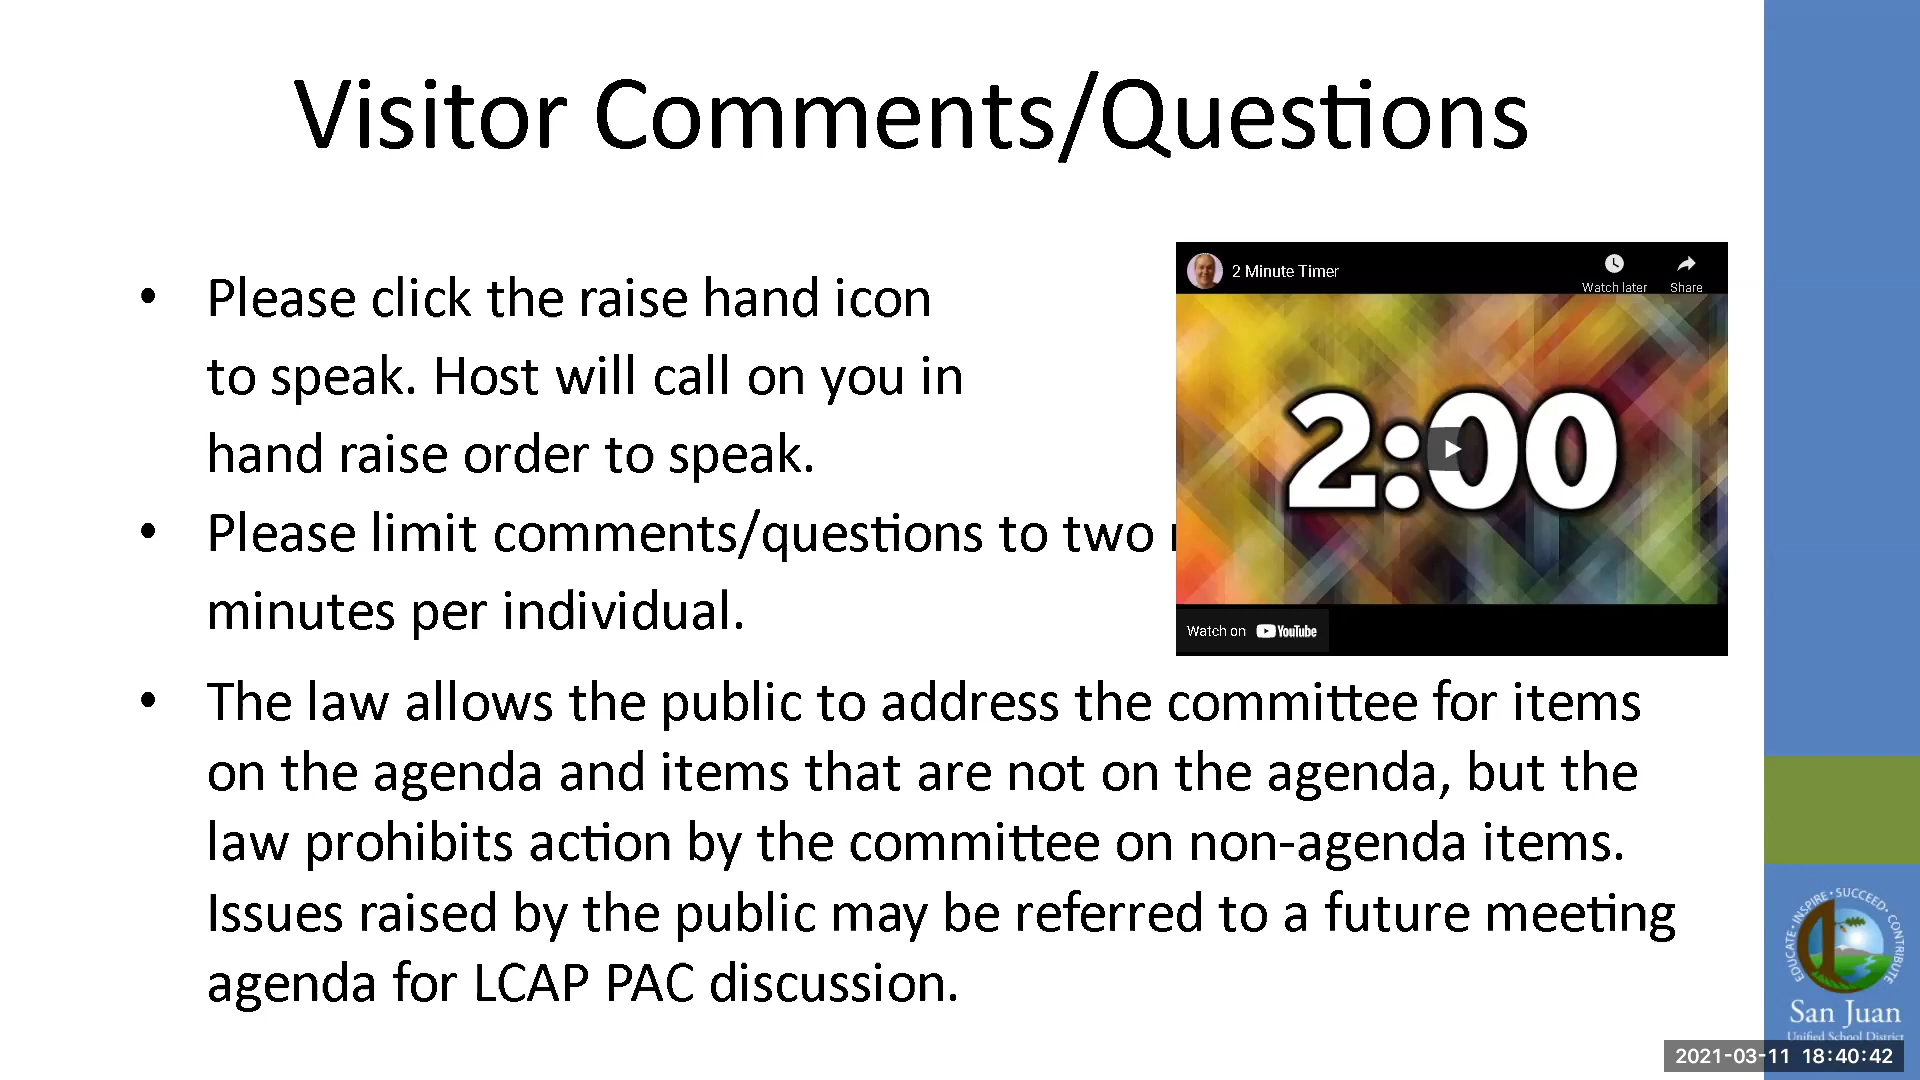 Visitor Comments/Questions
• Please click the raise hand icon
to speak. Host will call on you in
hand raise order to speak.
• Please limit comments/questions to two
minutes per individual.
• The law allows the public to address the committee for items
on the agenda and items that are not on the agenda, but the
law prohibits action by the committee on non-agenda items.
Issues raised by the public may be referred to a future meeting
agenda for LCAP PAC discussion.
2 Minute Timer
Watch later
Share
2:00
Watch on YouTube
EDUCATE • INSPIRE • SUCCEED • CONTRIBUTE
San Juan
Unified School District
2021-03-11 18:40:42